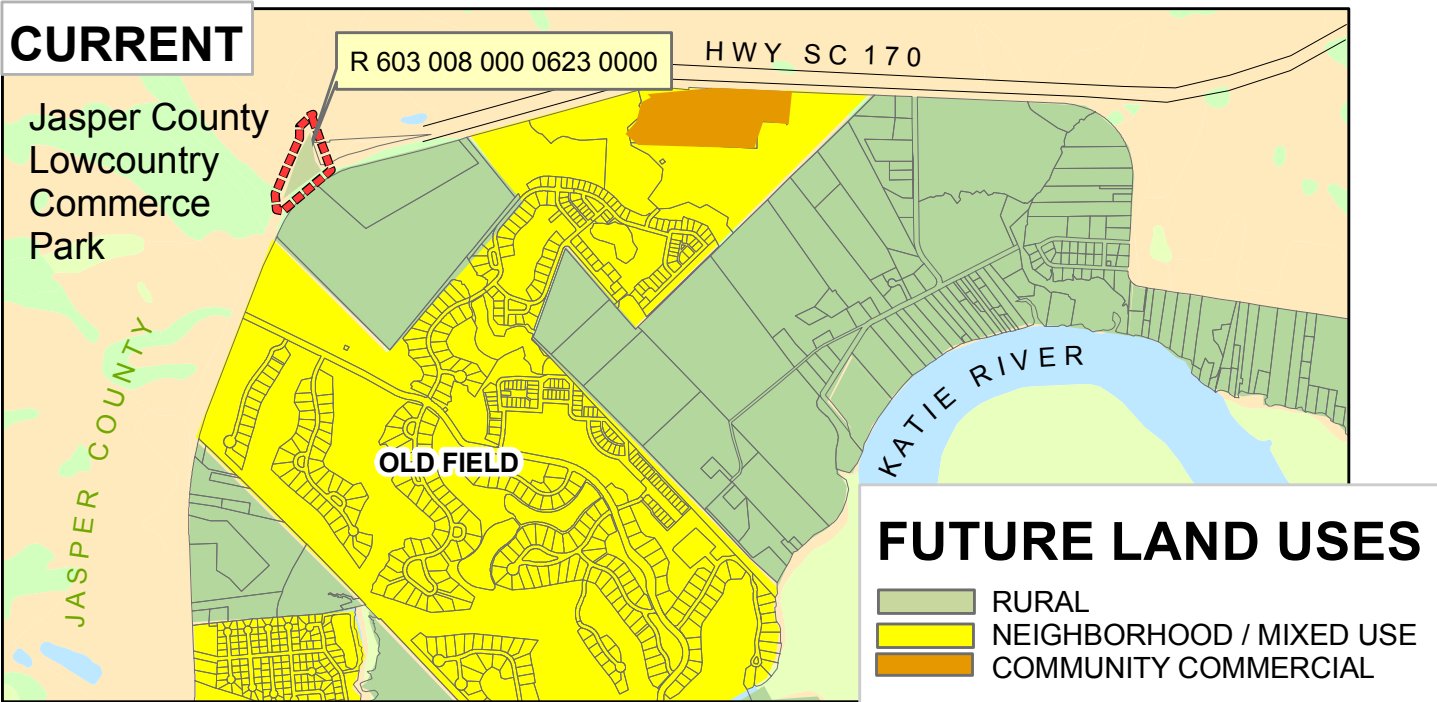 CURRENT
R 603 008 000 0623 0000
HWY SC 170
Jasper County
Lowcountry
Commerce
Park
JASPER COUNTY
KATIE RIVER
OLD FIELD
FUTURE LAND USES
RURAL
NEIGHBORHOOD / MIXED USE
COMMUNITY COMMERCIAL